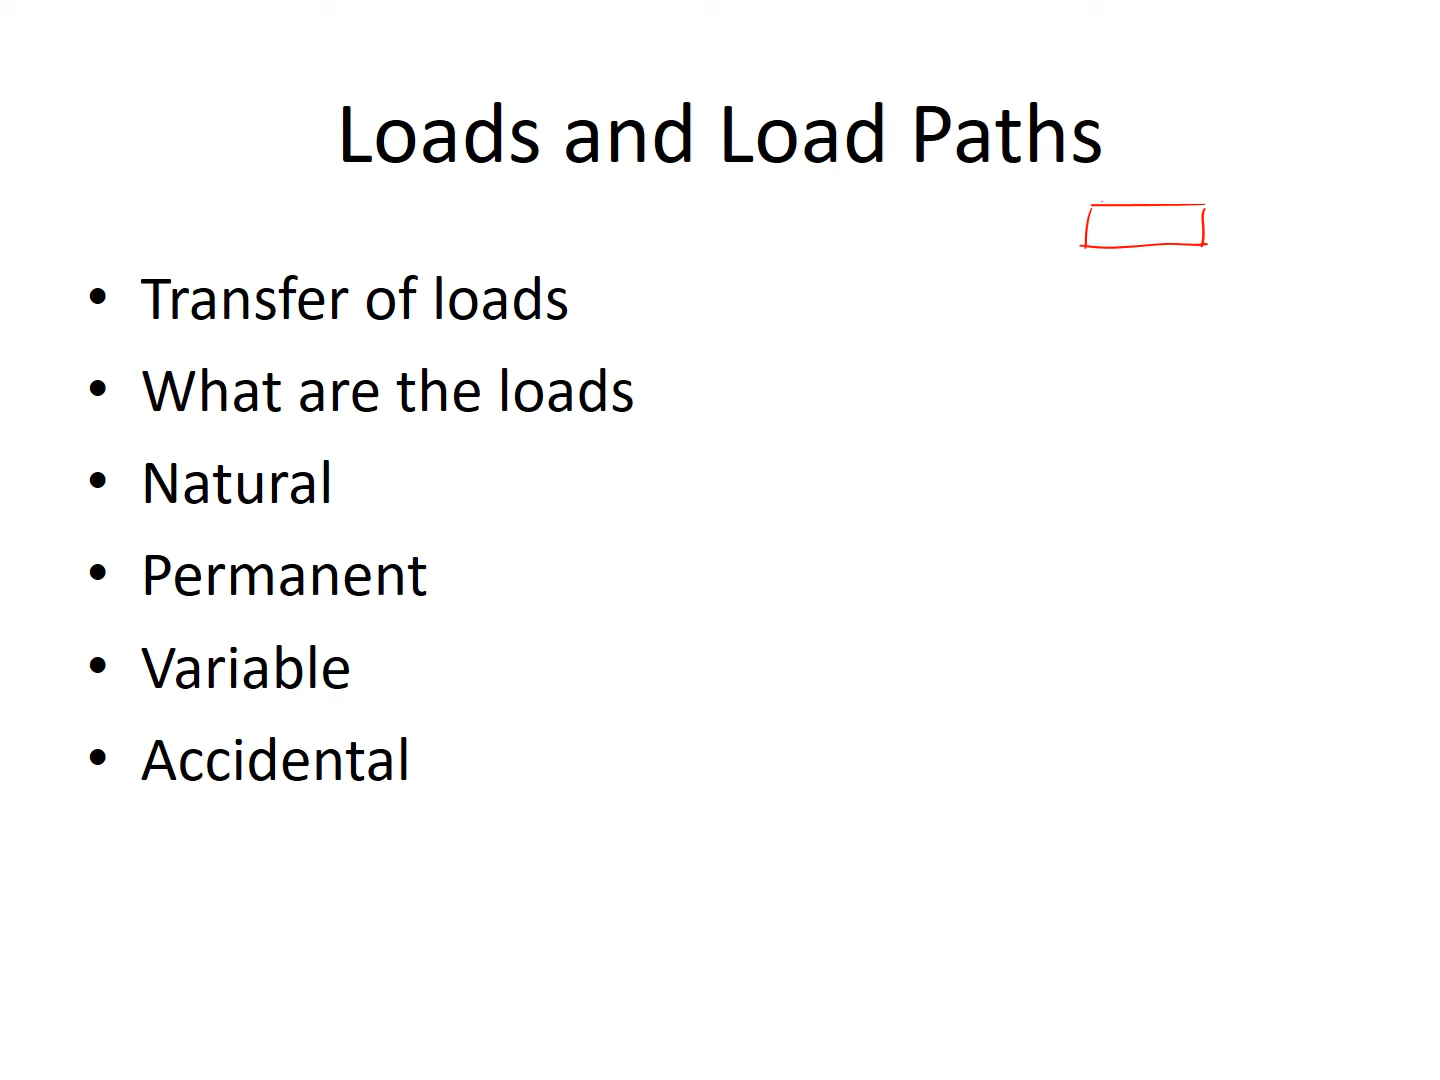 Loads and Load Paths
• Transfer of loads
• What are the loads
• Natural
• Permanent
• Variable
• Accidental